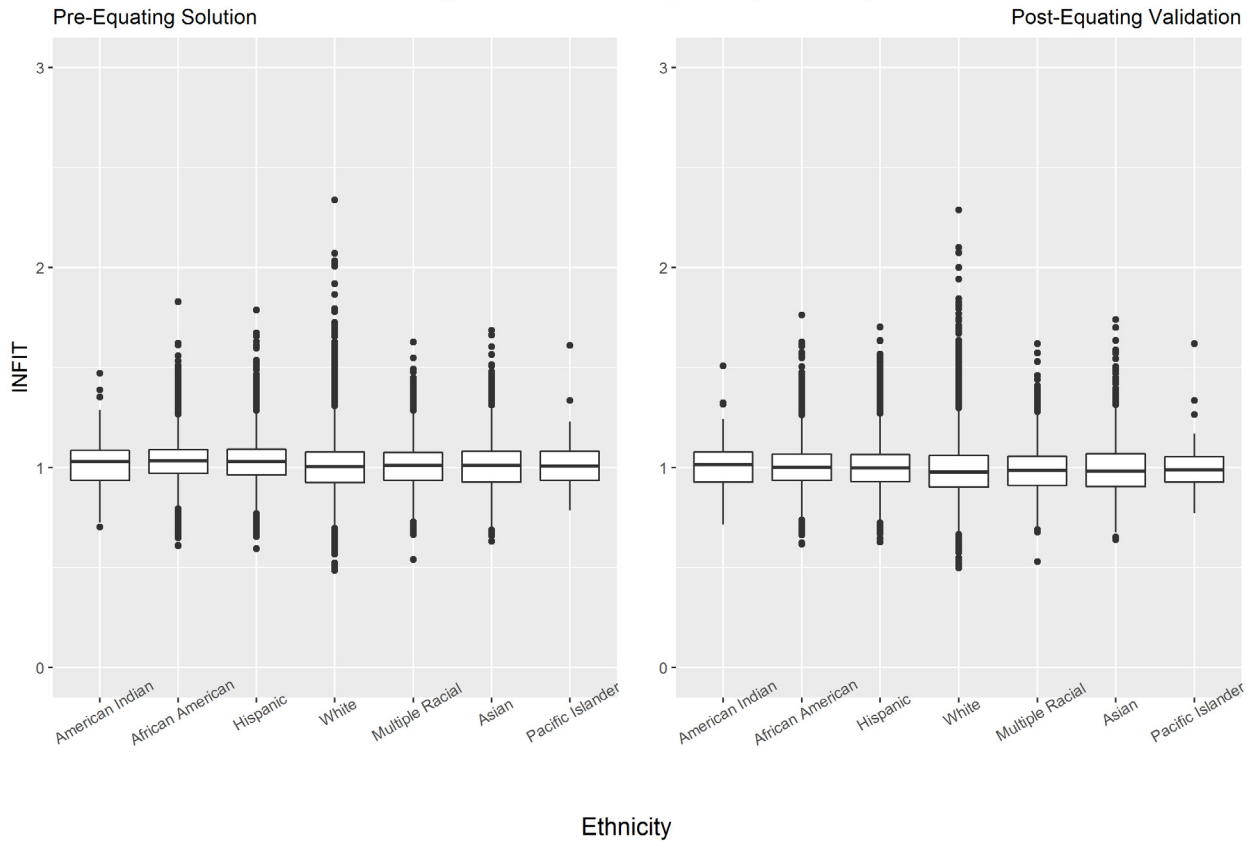 Pre-Equating Solution
Post-Equating Validation
INFIT
3
2
1
0
American Indian
African American
Hispanic
White
Multiple Racial
Asian
Pacific Islander
3
2
1
0
American Indian
African American
Hispanic
White
Multiple Racial
Asian
Pacific Islander
Ethnicity